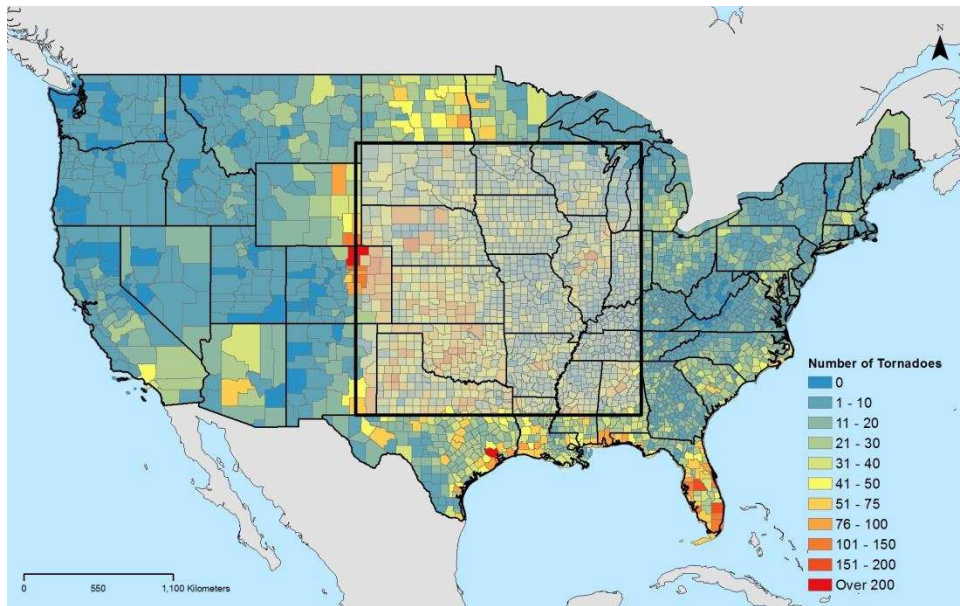 N
Number of Tornadoes
0
1 - 10
11 - 20
21 - 30
31 - 40
41 - 50
51 - 75
76 - 100
101 - 150
151 - 200
Over 200
0 550 1,100 Kilometers